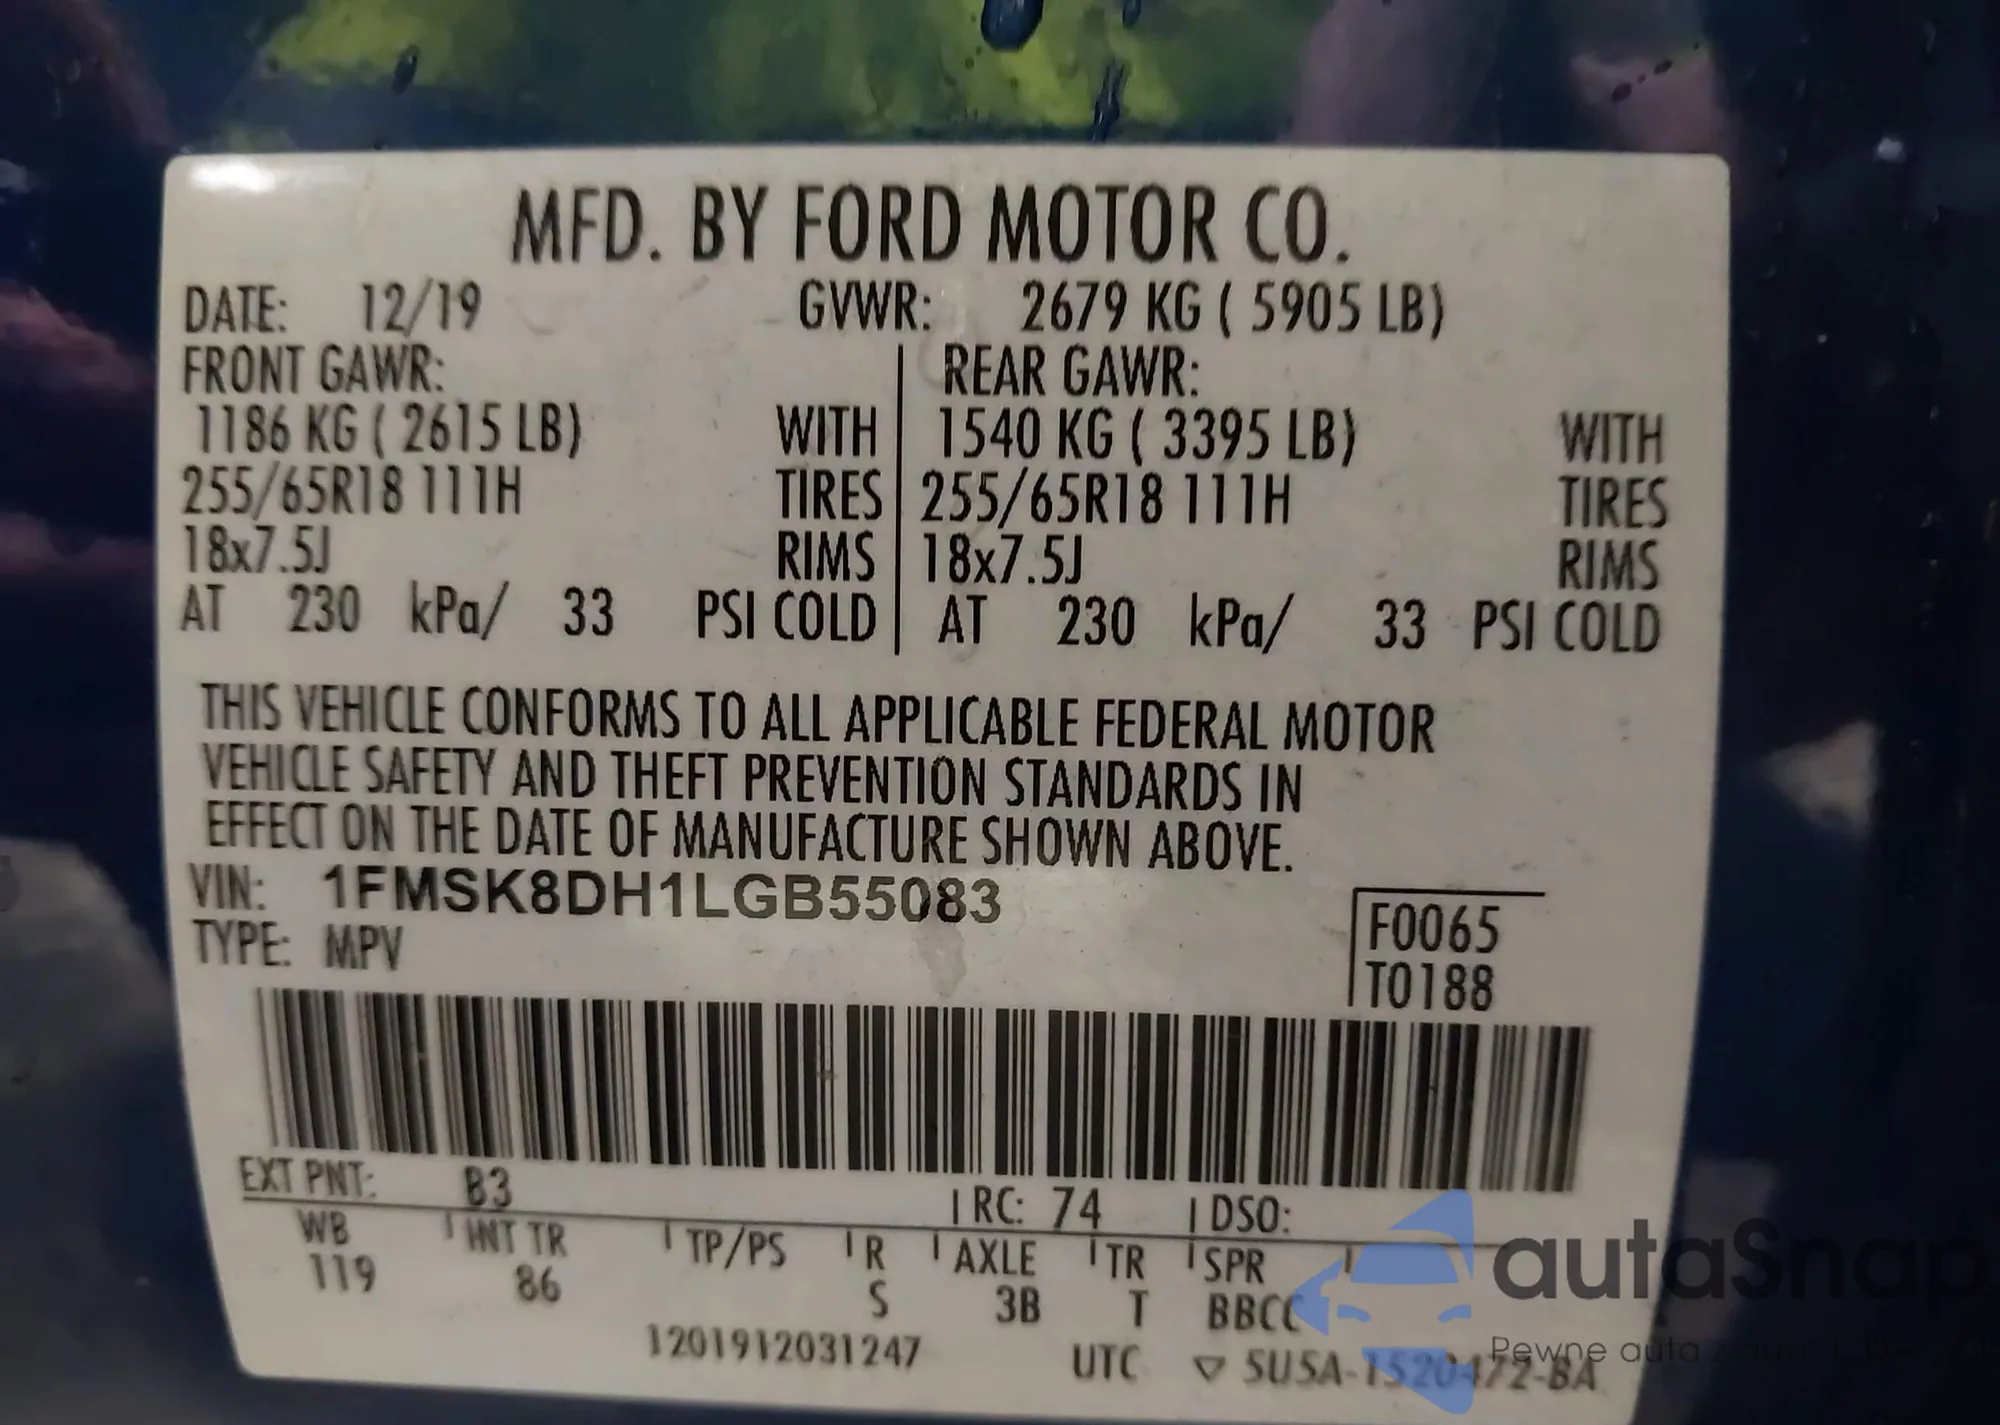 MFD. BY FORD MOTOR CO.
DATE: 12/19 GVWR: 2679 KG ( 5905 LB)
FRONT GAWR: REAR GAWR:
1186 KG ( 2615 LB) WITH 1540 KG ( 3395 LB) WITH
255/65R18 111H TIRES 255/65R18 111H TIRES
18x7.5J RIMS 18x7.5J RIMS
AT 230 kPa/ 33 PSI COLD AT 230 kPa/ 33 PSI COLD
THIS VEHICLE CONFORMS TO ALL APPLICABLE FEDERAL MOTOR
VEHICLE SAFETY AND THEFT PREVENTION STANDARDS IN
EFFECT ON THE DATE OF MANUFACTURE SHOWN ABOVE.
VIN: 1FMSK8DH1LGB55083
F0065
TYPE: MPV
T0188
EXT PNT: B3 RC: 74 DSO:
WB INT TR TP/PS R AXLE TR SPR
119 86 S 3B T BBCC
1201912031247 UTC ▽ 5U5A-1520472-BA
autaSnap
Pewne auta